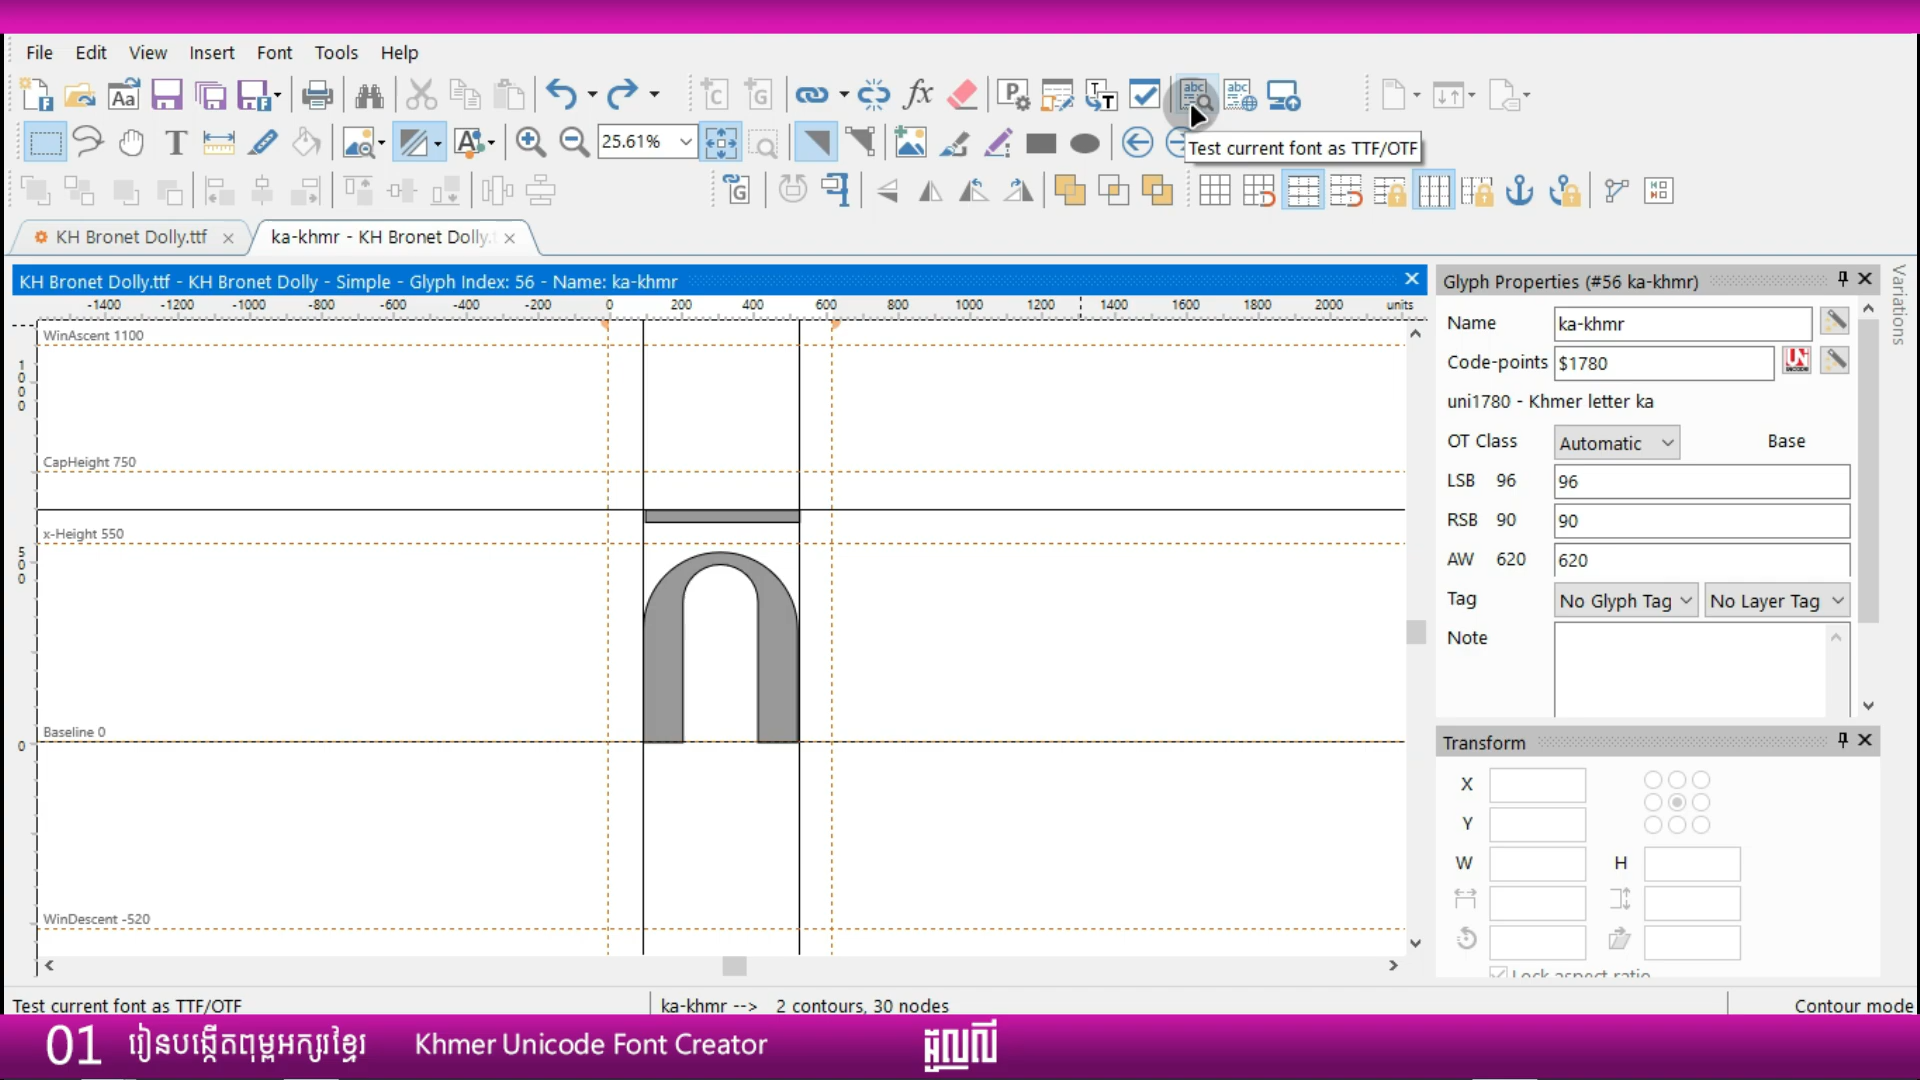 File Edit View Insert Font Tools Help
25.61%
Test current font as TTF/OTF
KH Bronet Dolly.ttf
ka-khmr - KH Bronet Dolly.t
KH Bronet Dolly.ttf - KH Bronet Dolly - Simple - Glyph Index: 56 - Name: ka-khmr
-1400 -1200 -1000 -800 -600 -400 -200 0 200 400 600 800 1000 1200 1400 1600 1800 2000 units
WinAscent 1100
1000
CapHeight 750
x-Height 550
500
Baseline 0
0
WinDescent -520
Glyph Properties (#56 ka-khmr)
Name ka-khmr
Code-points $1780
uni1780 - Khmer letter ka
OT Class Automatic Base
LSB 96 96
RSB 90 90
AW 620 620
Tag No Glyph Tag No Layer Tag
Note
Transform
X
Y
W H
Lock aspect ratio
Variations
Test current font as TTF/OTF
ka-khmr --> 2 contours, 30 nodes
Contour mode
01 រៀនបង្កើតពុម្ពអក្សរខ្មែរ Khmer Unicode Font Creator